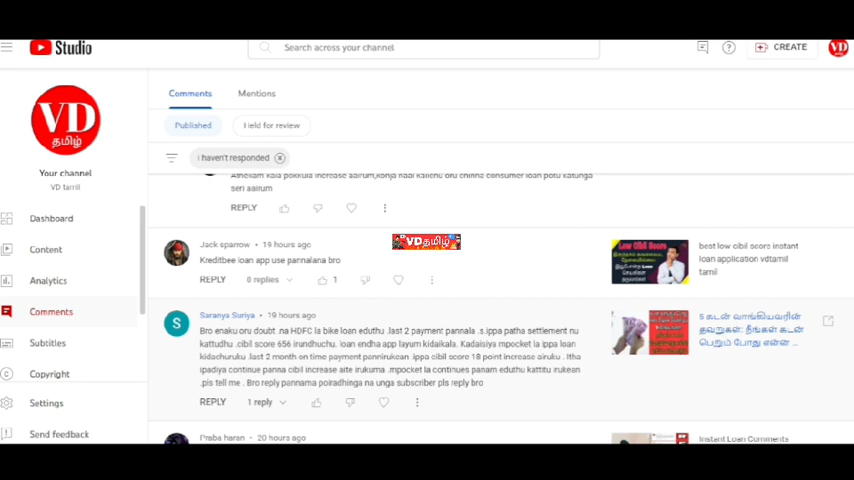 Studio
Search across your channel
CREATE
VD
VD
தமிழ்
Your channel
VD tamil
Dashboard
Content
Analytics
Comments
Subtitles
Copyright
Settings
Send feedback
Comments
Mentions
Published
Held for review
I haven't responded
seri aairum
REPLY
VDதமிழ்
Jack sparrow • 19 hours ago
Kreditbee loan app use pannalana bro
REPLY 0 replies 1
Low Cibil Score
best low cibil score instant
loan application vdtamil
tamil
S
Saranya Suriya • 19 hours ago
Bro enaku oru doubt .na HDFC la bike loan eduthu .last 2 payment pannala .s.ippa patha settlement nu
kattudhu .cibil score 656 irundhuchu. loan endha app layum kidaikala. Kadaisiya mpocket la ippa loan
kidachuruku .last 2 month on time payment pannirukan .ippa cibil score 18 point increase airuku . Itha
ipadiya continue panna cibil increase aite irukuma .mpocket la continues panam eduthu kattitu irukean
.pls tell me . Bro reply pannama poiradhinga na unga subscriber pls reply bro
REPLY 1 reply
5 கடன் வாங்கியவரின்
தவறுகள்: நீங்கள் கடன்
பெறும் போது என்ன ...
Praba haran • 20 hours ago
Instant Loan Comments